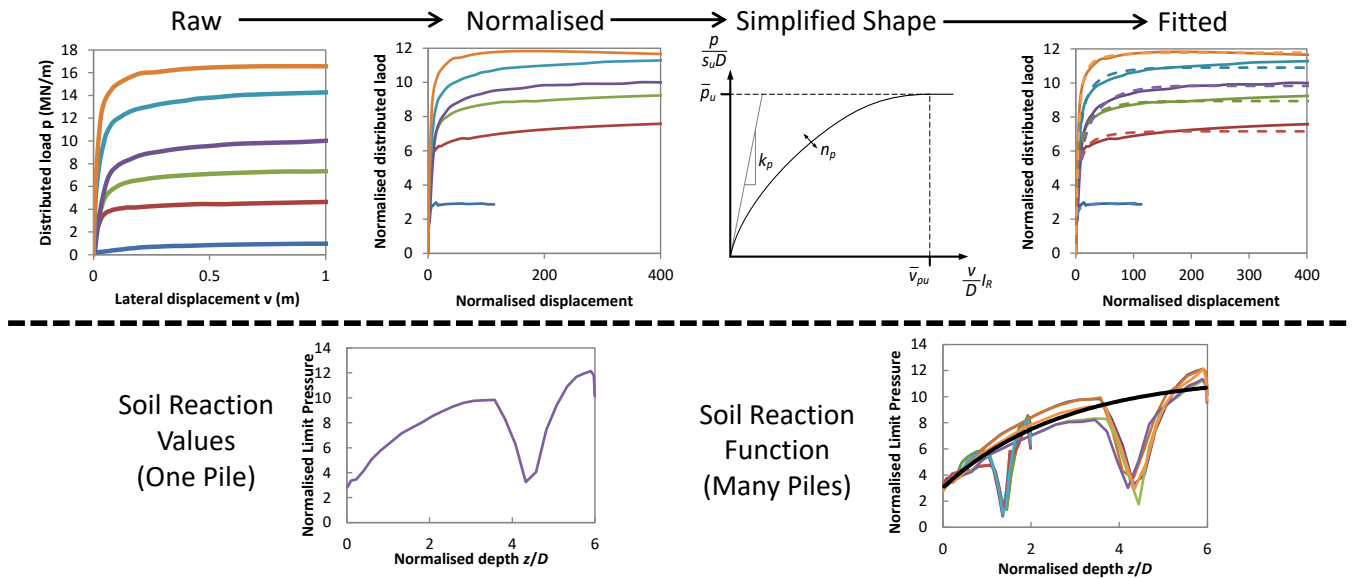 Raw
Normalised
Simplified Shape
Fitted
Distributed load p (MN/m)
18
16
14
12
10
8
6
4
2
0
0
0.5
1
Lateral displacement v (m)
Normalised distributed laod
12
10
8
6
4
2
0
0
200
400
Normalised displacement
p
s_u D
p̅_u
k_p
n_p
v̅_pu
v
D I_R
Normalised distributed laod
12
10
8
6
4
2
0
0
100
200
300
400
Normalised displacement
Soil Reaction
Values
(One Pile)
Normalised Limit Pressure
14
12
10
8
6
4
2
0
0
2
4
6
Normalised depth z/D
Soil Reaction
Function
(Many Piles)
Normalised Limit Pressure
14
12
10
8
6
4
2
0
0
2
4
6
Normalised depth z/D